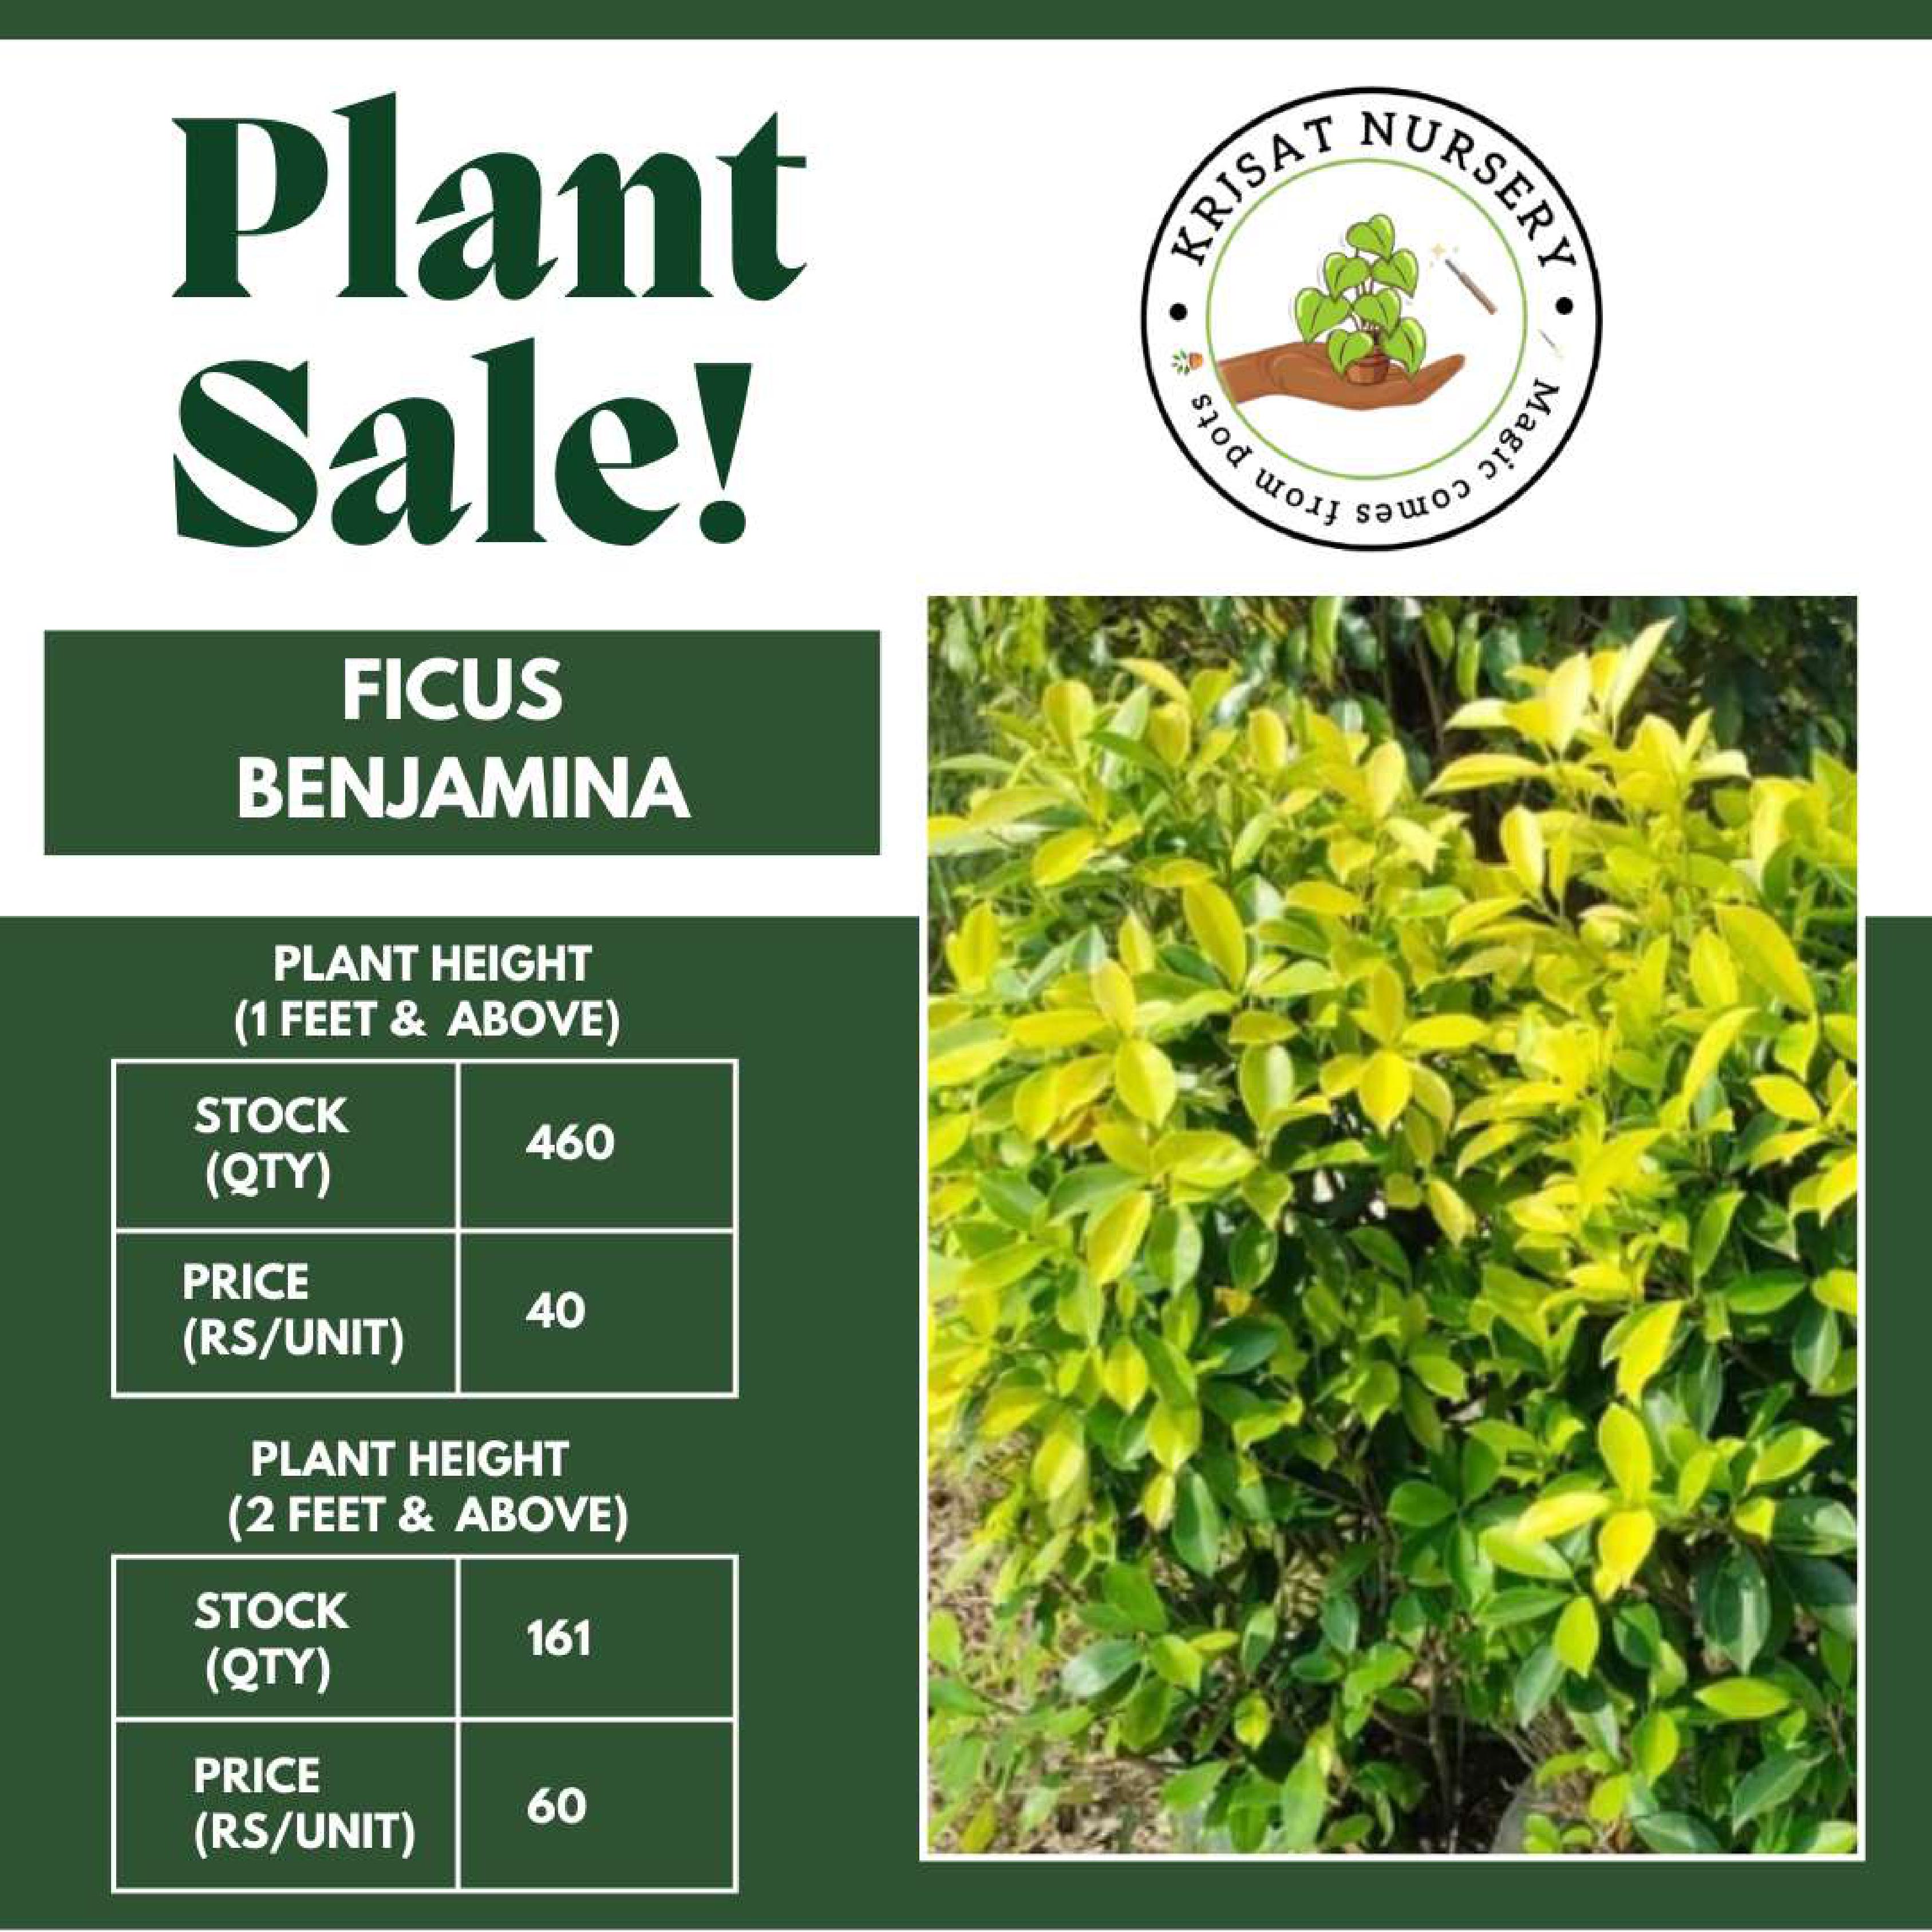 Plant
Sale!
KRISAT NURSERY
Magic comes from pots
FICUS
BENJAMINA
PLANT HEIGHT
(1 FEET & ABOVE)
STOCK
(QTY)
460
PRICE
(RS/UNIT)
40
PLANT HEIGHT
(2 FEET & ABOVE)
STOCK
(QTY)
161
PRICE
(RS/UNIT)
60